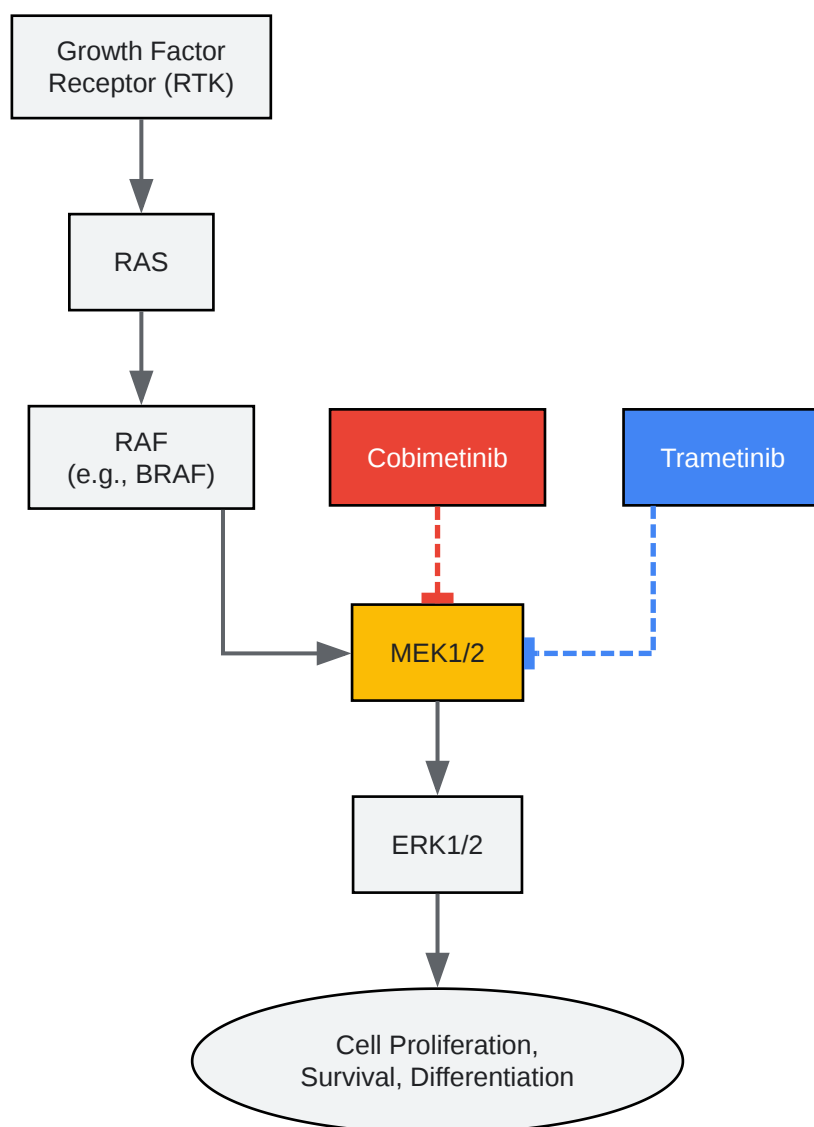 Growth Factor
Receptor (RTK)
RAS
RAF
(e.g., BRAF)
Cobimetinib
Trametinib
MEK1/2
ERK1/2
Cell Proliferation,
Survival, Differentiation